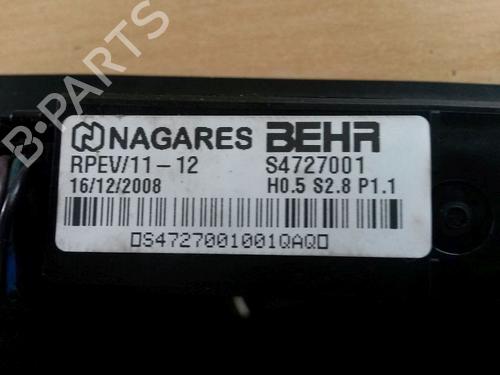 NAGARES BEHR
RPEV/11-12 S4727001
16/12/2008 H0.5 S2.8 P1.1
S4727001001QAQ
B-PARTS